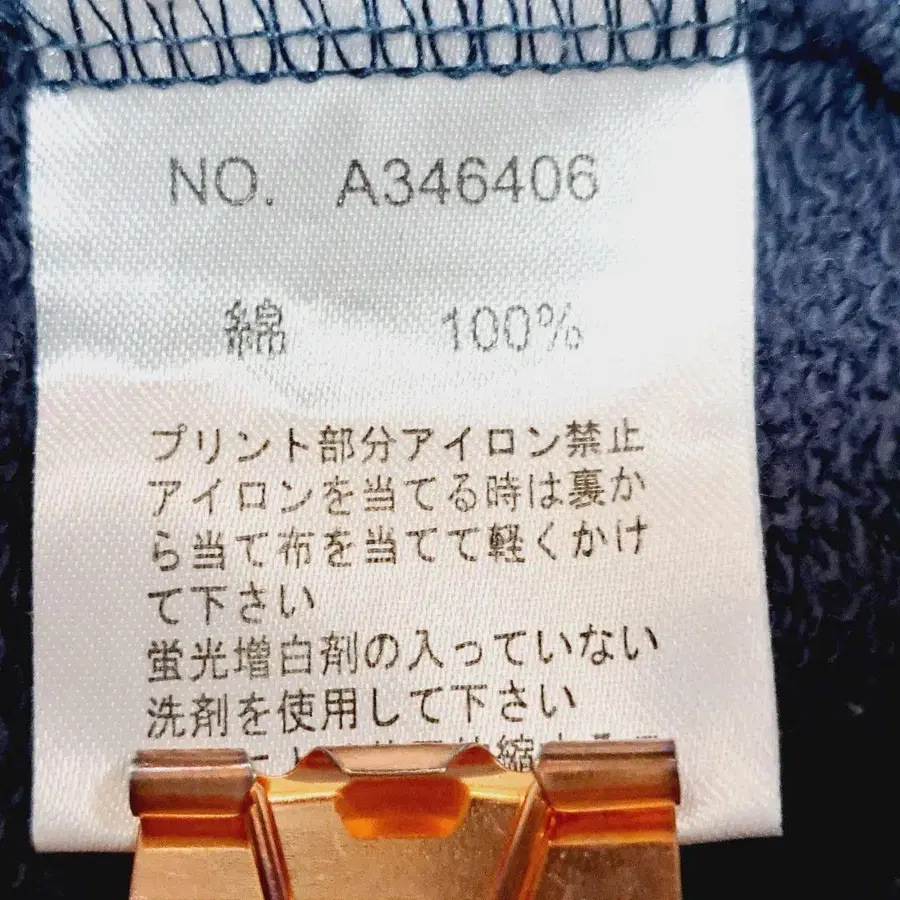 NO. A346406
綿 100%
プリント部分アイロン禁止
アイロンを当てる時は裏か
ら当て布を当てて軽くかけ
て下さい
蛍光増白剤の入っていない
洗剤を使用して下さい
縮